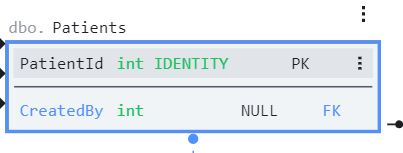 dbo. Patients
PatientId int IDENTITY PK
CreatedBy int NULL FK